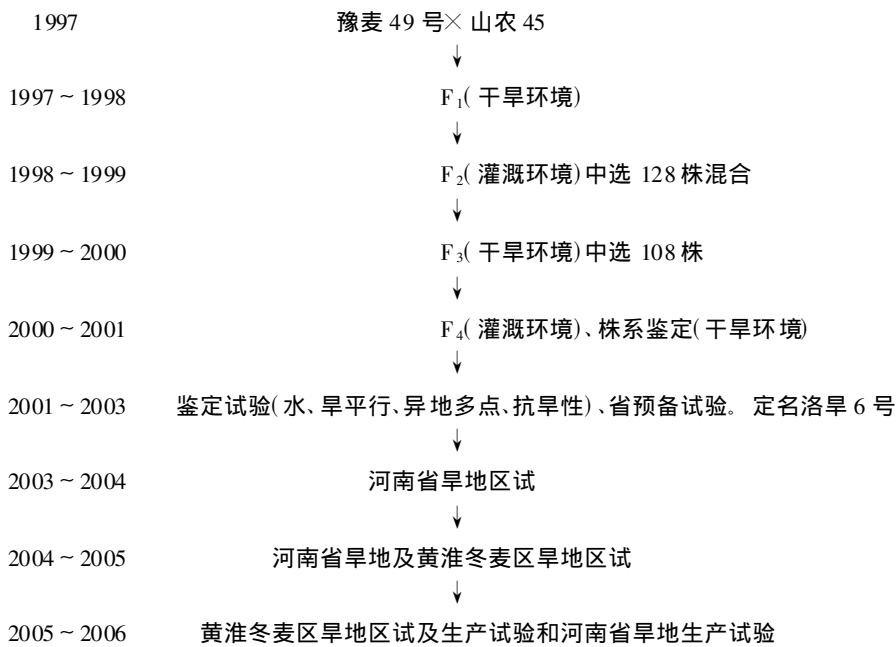 1997 豫麦 49 号× 山农 45
↓
1997 ~ 1998 F₁( 干旱环境)
↓
1998 ~ 1999 F₂( 灌溉环境)中选 128 株混合
↓
1999 ~ 2000 F₃( 干旱环境)中选 108 株
↓
2000 ~ 2001 F₄( 灌溉环境)、株系鉴定(干旱环境)
↓
2001 ~ 2003 鉴定试验(水、旱平行、异地多点、抗旱性)、省预备试验。定名洛旱 6 号
↓
2003 ~ 2004 河南省旱地区试
↓
2004 ~ 2005 河南省旱地及黄淮冬麦区旱地区试
↓
2005 ~ 2006 黄淮冬麦区旱地区试及生产试验和河南省旱地生产试验